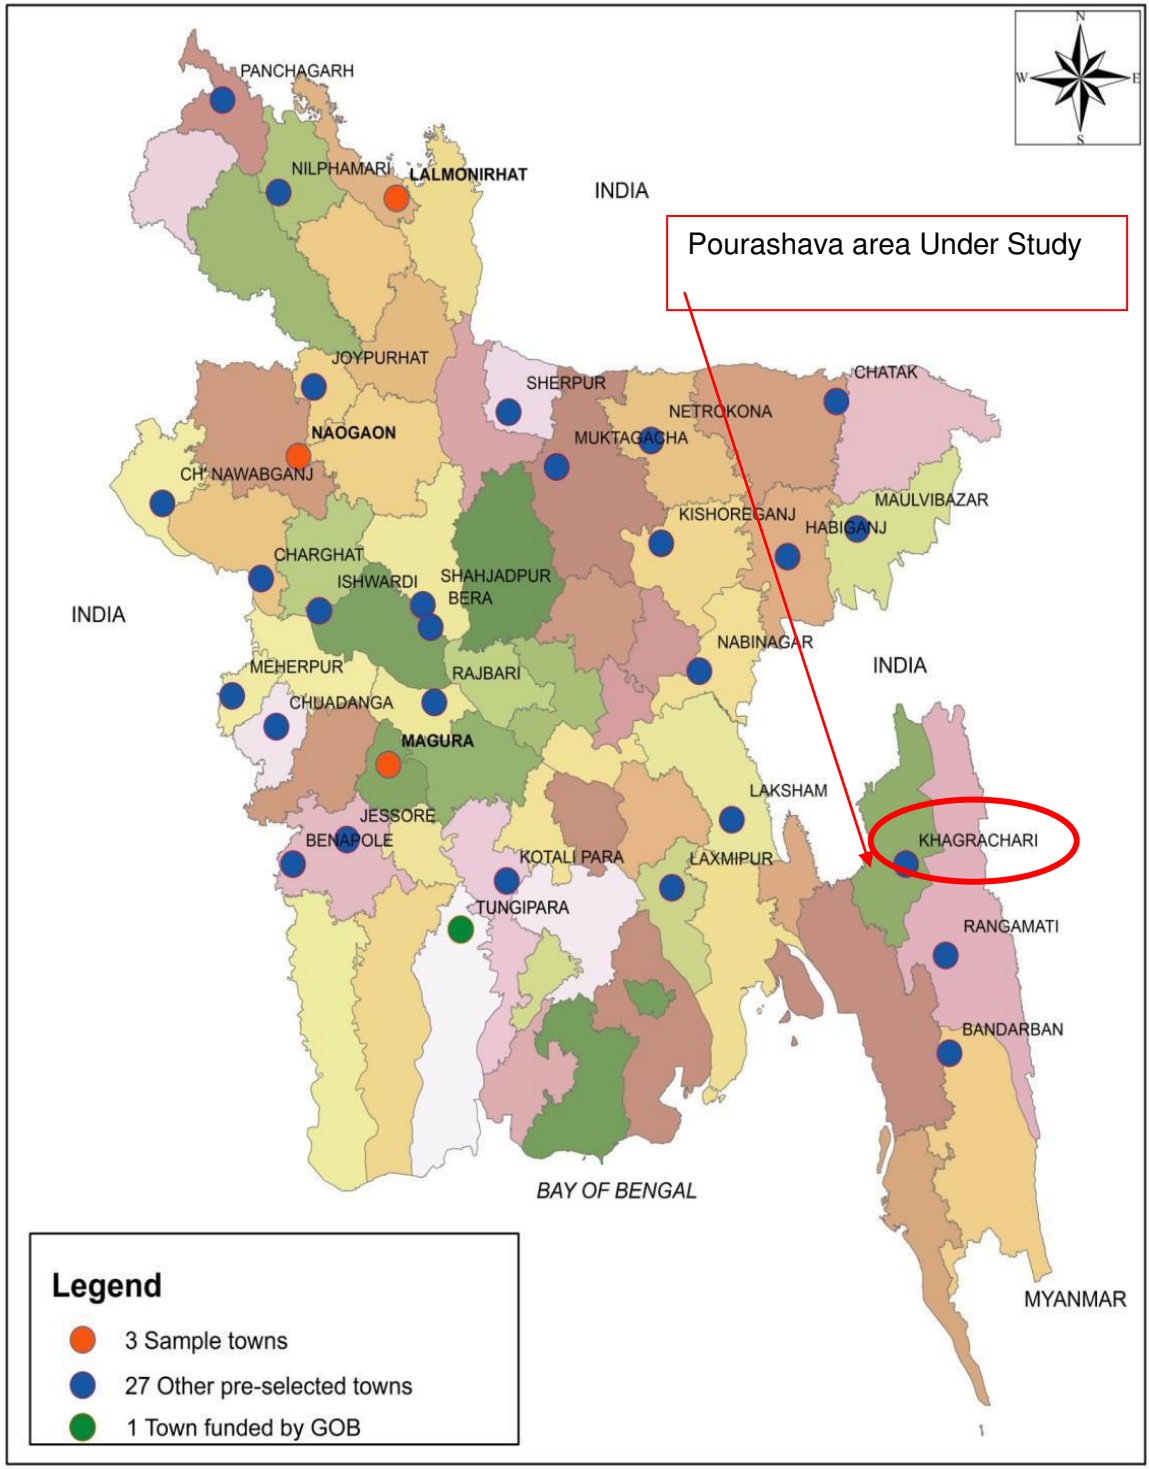 N
W
E
S
PANCHAGARH
NILPHAMARI
LALMONIRHAT
INDIA
Pourashava area Under Study
JOYPURHAT
SHERPUR
CHATAK
NETROKONA
NAOGAON
MUKTAGACHA
CH' NAWABGANJ
MAULVIBAZAR
KISHOREGANJ
HABIGANJ
CHARGHAT
ISHWARDI
SHAHJADPUR
BERA
INDIA
NABINAGAR
MEHERPUR
RAJBARI
INDIA
CHUADANGA
MAGURA
LAKSHAM
JESSORE
BENAPOLE
KHAGRACHARI
KOTALI PARA
LAXMIPUR
TUNGIPARA
RANGAMATI
BANDARBAN
BAY OF BENGAL
MYANMAR
Legend
3 Sample towns
27 Other pre-selected towns
1 Town funded by GOB
1